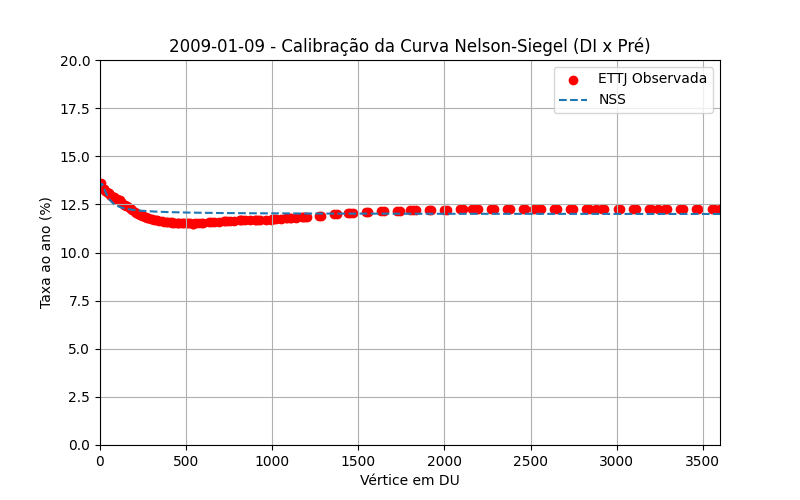 2009-01-09 - Calibração da Curva Nelson-Siegel (DI x Pré)
ETTJ Observada
NSS
20.0
17.5
15.0
12.5
10.0
7.5
5.0
2.5
0.0
Taxa ao ano (%)
0 500 1000 1500 2000 2500 3000 3500
Vértice em DU